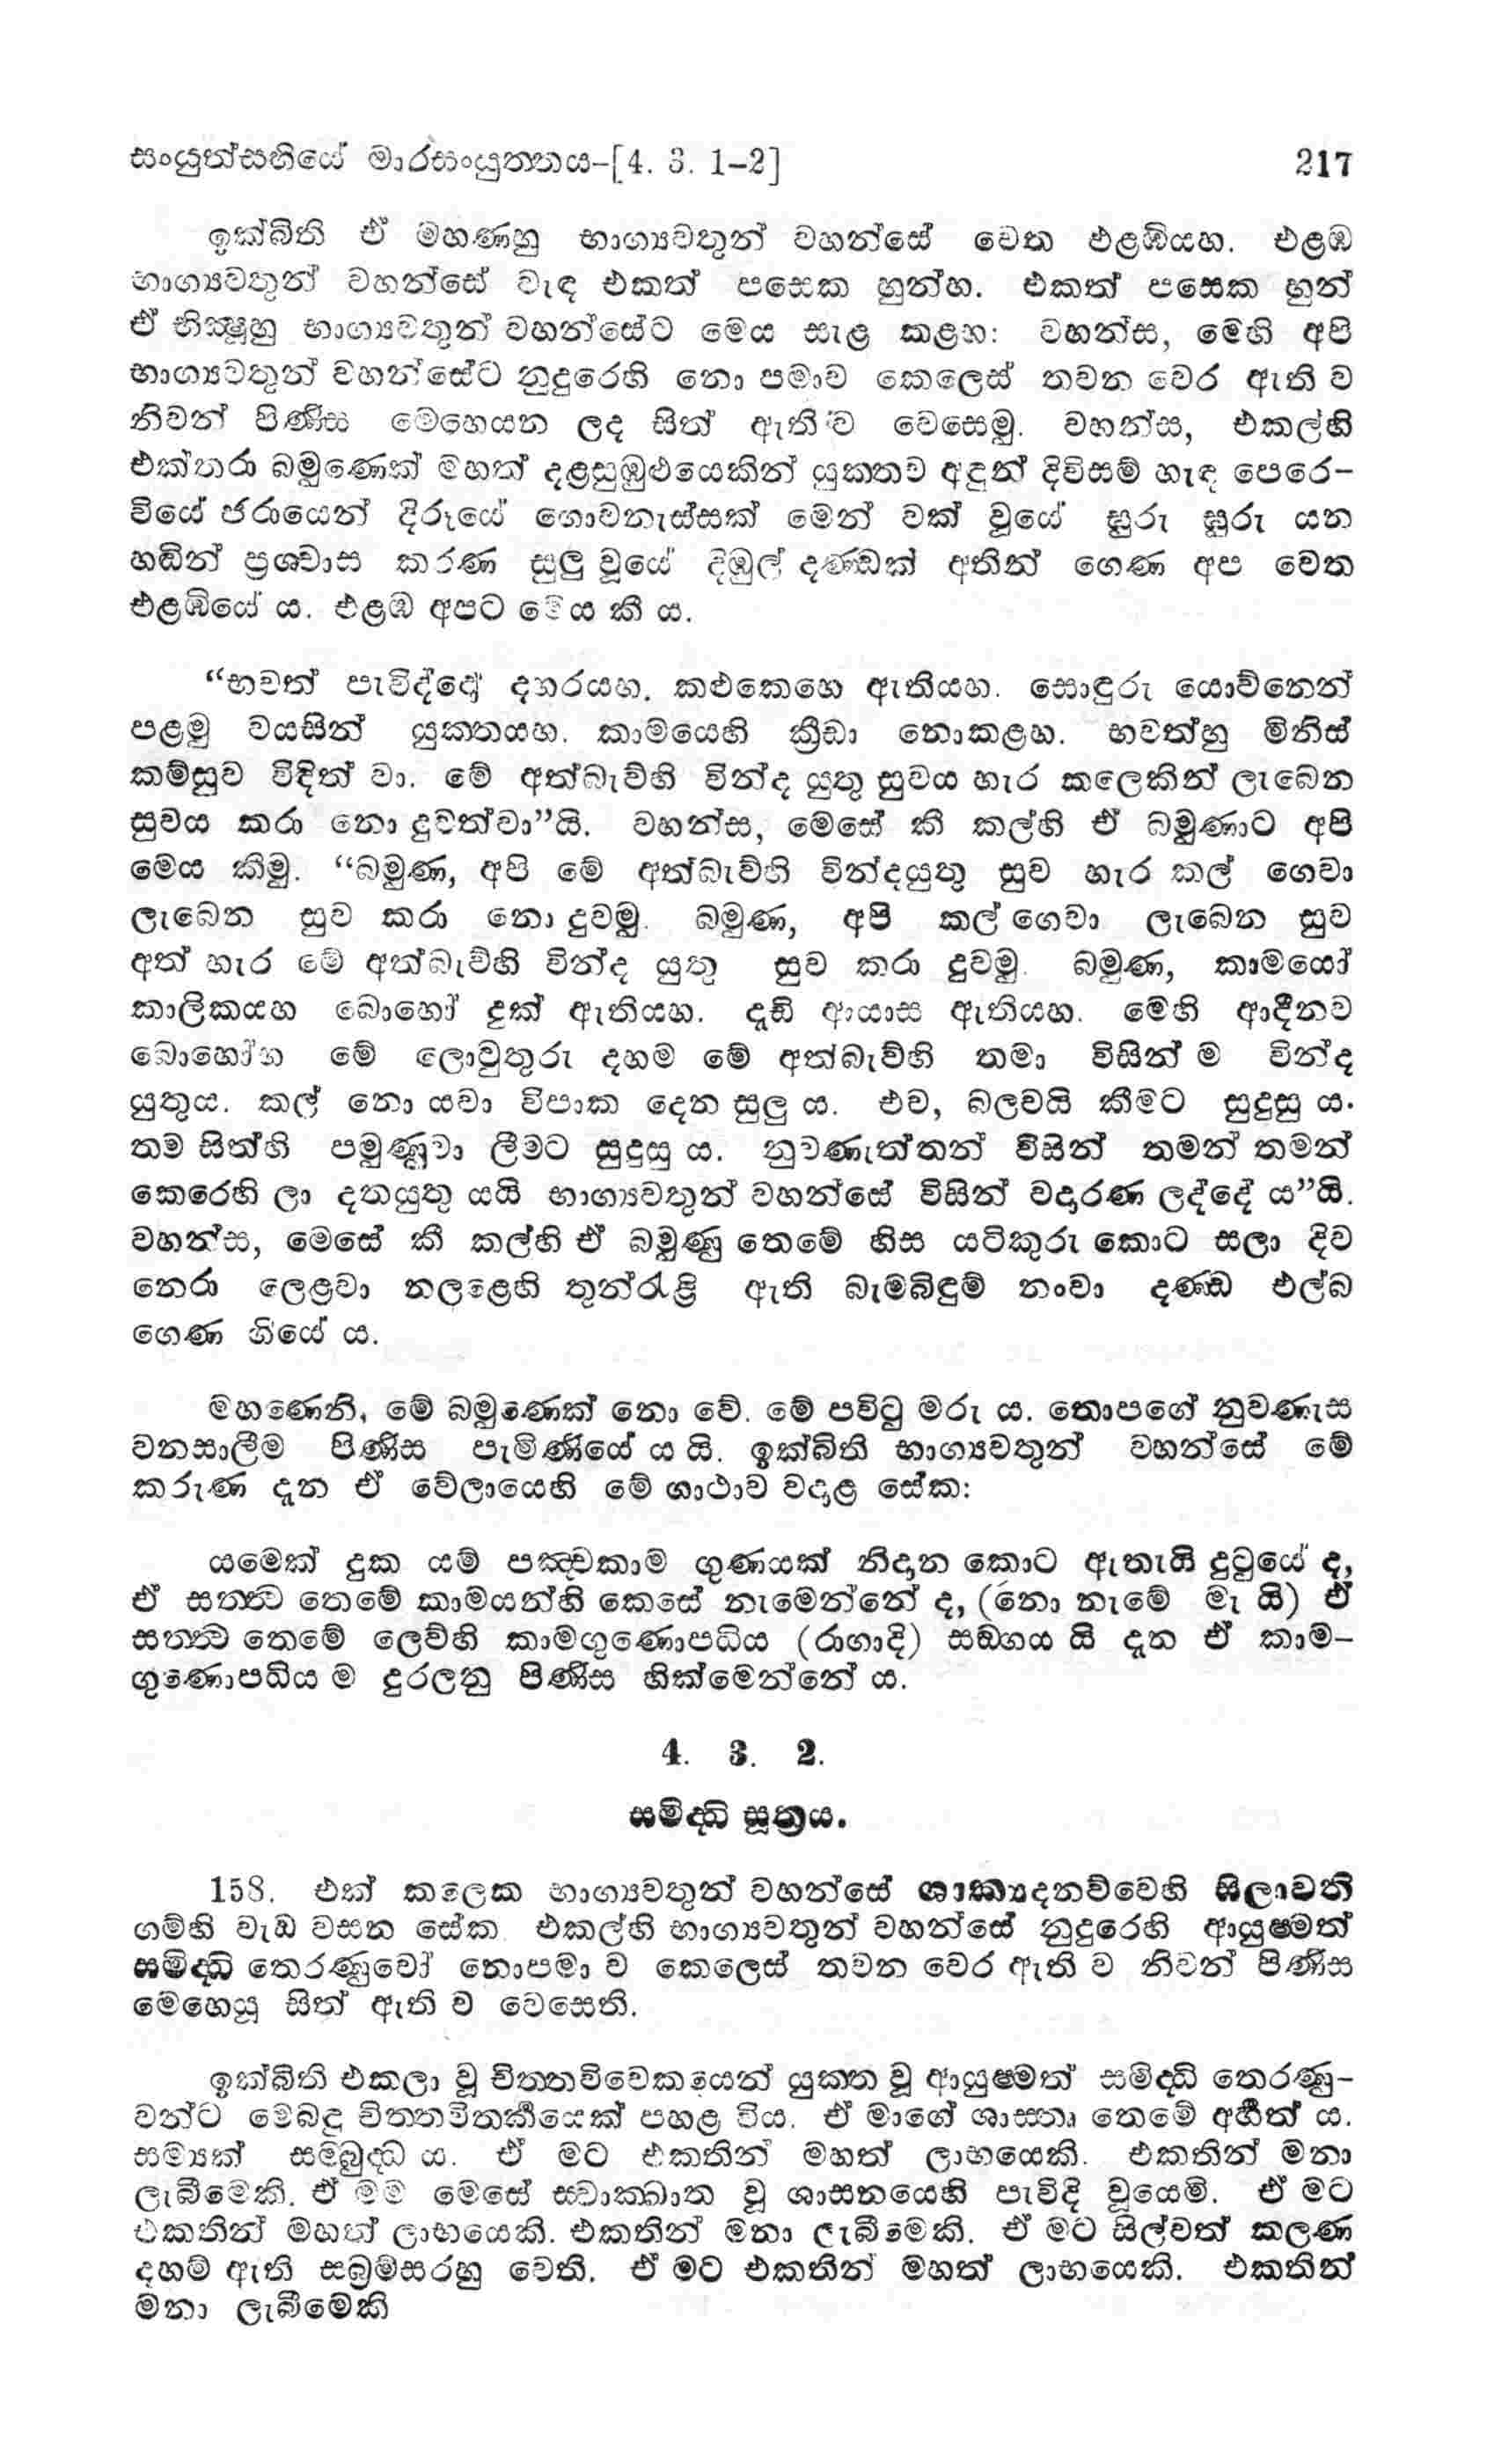 සංයුත්සඟියේ මාරසංයුත්තය–[4. 3. 1–2] 217
ඉක්බිති ඒ මහණහු භාග්‍යවතුන් වහන්සේ වෙත එළඹියහ. එළඹ
භාග්‍යවතුන් වහන්සේ වැඳ එකත් පසෙක හුන්හ. එකත් පසෙක හුන්
ඒ භික්‍ෂූහු භාග්‍යවතුන් වහන්සේට මෙය සැළ කළහ: වහන්ස, මෙහි අපි
භාග්‍යවතුන් වහන්සේට නුදුරෙහි නො පමාව කෙලෙස් තවන වෙර ඇති ව
නිවන් පිණිස මෙහෙයන ලද සිත් ඇති ව වෙසෙමු. වහන්ස, එකල්හි
එක්තරා බමුණෙක් මහත් දළසුඹුළුයෙකින් යුක්තව අඳුන් දිවිසම් හැඳ පෙරෙ–
වියේ ජරායෙන් දිරූයේ ගොවනැස්සක් මෙන් වක් වූයේ ඝුරු ඝුරු යන
හඬින් ප්‍රශ්වාස කරණ සුලු වූයේ දිඹුල් දණ්ඩක් අතින් ගෙණ අප වෙත
එළඹියේ ය. එළඹ අපට මෙය කී ය.
“භවත් පැවිද්දෝ දහරයහ. කළුකෙහෙ ඇතියහ. සොඳුරු යොව්නෙන්
පළමු වයසින් යුක්තයහ. කාමයෙහි ක්‍රීඩා නොකළහ. භවත්හු මිනිස්
කම්සුව විඳිත් වා. මේ අත්බැව්හි වින්ද යුතු සුවය හැර කලෙකින් ලැබෙන
සුවය කරා නො දුවත්වා”යි. වහන්ස, මෙසේ කී කල්හි ඒ බමුණාට අපි
මෙය කිමු. “බමුණ, අපි මේ අත්බැව්හි වින්දයුතු සුව හැර කල් ගෙවා
ලැබෙන සුව කරා නො දුවමු. බමුණ, අපි කල් ගෙවා ලැබෙන සුව
අත් හැර මේ අත්බැව්හි වින්ද යුතු සුව කරා දුවමු. බමුණ, කාමයෝ
කාලිකයහ බොහෝ දුක් ඇතියහ. දැඩි ආයාස ඇතියහ. මෙහි ආදීනව
බොහෝහ මේ ලොවුතුරු දහම මේ අත්බැව්හි තමා විසින් ම වින්ද
යුතුය. කල් නො යවා විපාක දෙන සුලු ය. එව, බලවයි කීමට සුදුසු ය.
තම සිත්හි පමුණුවා ලීමට සුදුසු ය. නුවණැත්තන් විසින් තමන් තමන්
කෙරෙහි ලා දතයුතු යයි භාග්‍යවතුන් වහන්සේ විසින් වදාරණ ලද්දේ ය”යි.
වහන්ස, මෙසේ කී කල්හි ඒ බමුණු තෙමේ හිස යටිකුරු කොට සලා දිව
නෙරා ලෙළවා නලළෙහි තුන්රැළි ඇති බැමබිඳුම් නංවා දණ්ඩ එල්බ
ගෙණ ගියේ ය.
මහණෙනි, මේ බමුණෙක් නො වේ. මේ පවිටු මරු ය. තොපගේ නුවණැස
වනසාලීම පිණිස පැමිණියේ ය යි. ඉක්බිති භාග්‍යවතුන් වහන්සේ මේ
කරුණ දැන ඒ වේලායෙහි මේ ගාථාව වදාළ සේක:
යමෙක් දුක යම් පඤ්චකාම ගුණයක් නිදාන කොට ඇතැයි දුටුයේ ද,
ඒ සත්ත්‍ව තෙමේ කාමයන්හි කෙසේ නැමෙන්නේ ද, (නො නැමේ මැ යි) ඒ
සත්ත්‍ව තෙමේ ලෙව්හි කාමගුණොපධිය (රාගාදි) සඞ්ගය යි දැන ඒ කාම–
ගුණොපධිය ම දුරලනු පිණිස හික්මෙන්නේ ය.
4. 3. 2.
සමිද්ධි සූත්‍රය.
158. එක් කලෙක භාග්‍යවතුන් වහන්සේ ශාක්‍යදනව්වෙහි සිලාවතී
ගම්හි වැඩ වසන සේක. එකල්හි භාග්‍යවතුන් වහන්සේ නුදුරෙහි ආයුෂ්මත්
සමිද්ධි තෙරණුවෝ නොපමා ව කෙලෙස් තවන වෙර ඇති ව නිවන් පිණිස
මෙහෙයූ සිත් ඇති ව වෙසෙති.
ඉක්බිති එකලා වූ චිත්තවිවේකයෙන් යුක්ත වූ ආයුෂ්මත් සමිද්ධි තෙරණු–
වන්ට මෙබඳු චිත්තවිතර්කයෙක් පහළ විය. ඒ මාගේ ශාස්තෘ තෙමේ අර්හත් ය.
සම්‍යක් සම්බුද්ධ ය. ඒ මට එකතින් මහත් ලාභයෙකි. එකතින් මනා
ලැබීමෙකි. ඒ මම මෙසේ ස්වාක්ඛාත වූ ශාසනයෙහි පැවිදි වූයෙමි. ඒ මට
එකතින් මහත් ලාභයෙකි. එකතින් මනා ලැබීමෙකි. ඒ මට සිල්වත් කලණ
දහම් ඇති සබ්‍රම්සරහු වෙති. ඒ මට එකතින් මහත් ලාභයෙකි. එකතින්
මනා ලැබීමෙකි